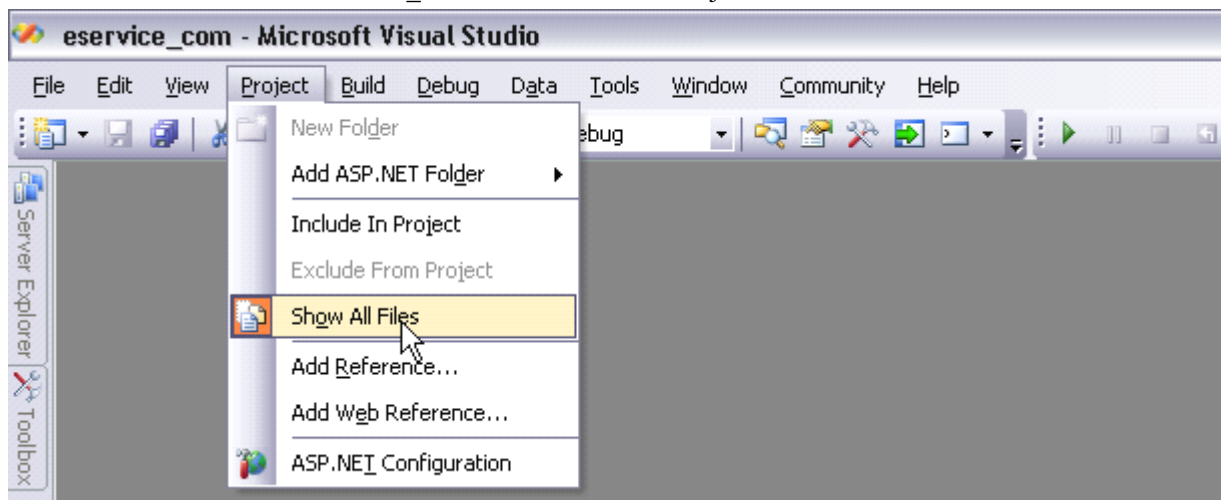 eservice_com - Microsoft Visual Studio
File Edit View Project Build Debug Data Tools Window Community Help
New Folder
ebug
Add ASP.NET Folder
Include In Project
Exclude From Project
Show All Files
Add Reference...
Add Web Reference...
ASP.NET Configuration
Server Explorer
Toolbox